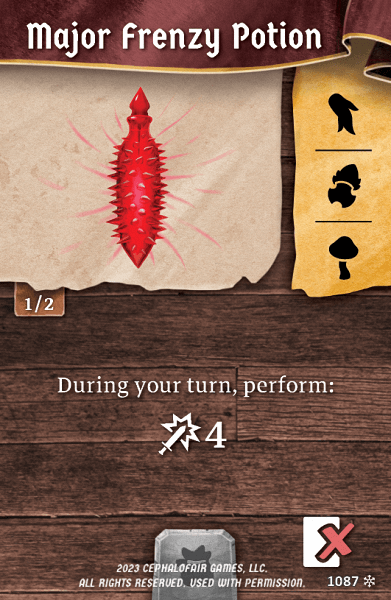 Major Frenzy Potion
1/2
During your turn, perform:
4
2023 CEPHALOFAIR GAMES, LLC.
ALL RIGHTS RESERVED. USED WITH PERMISSION.
1087